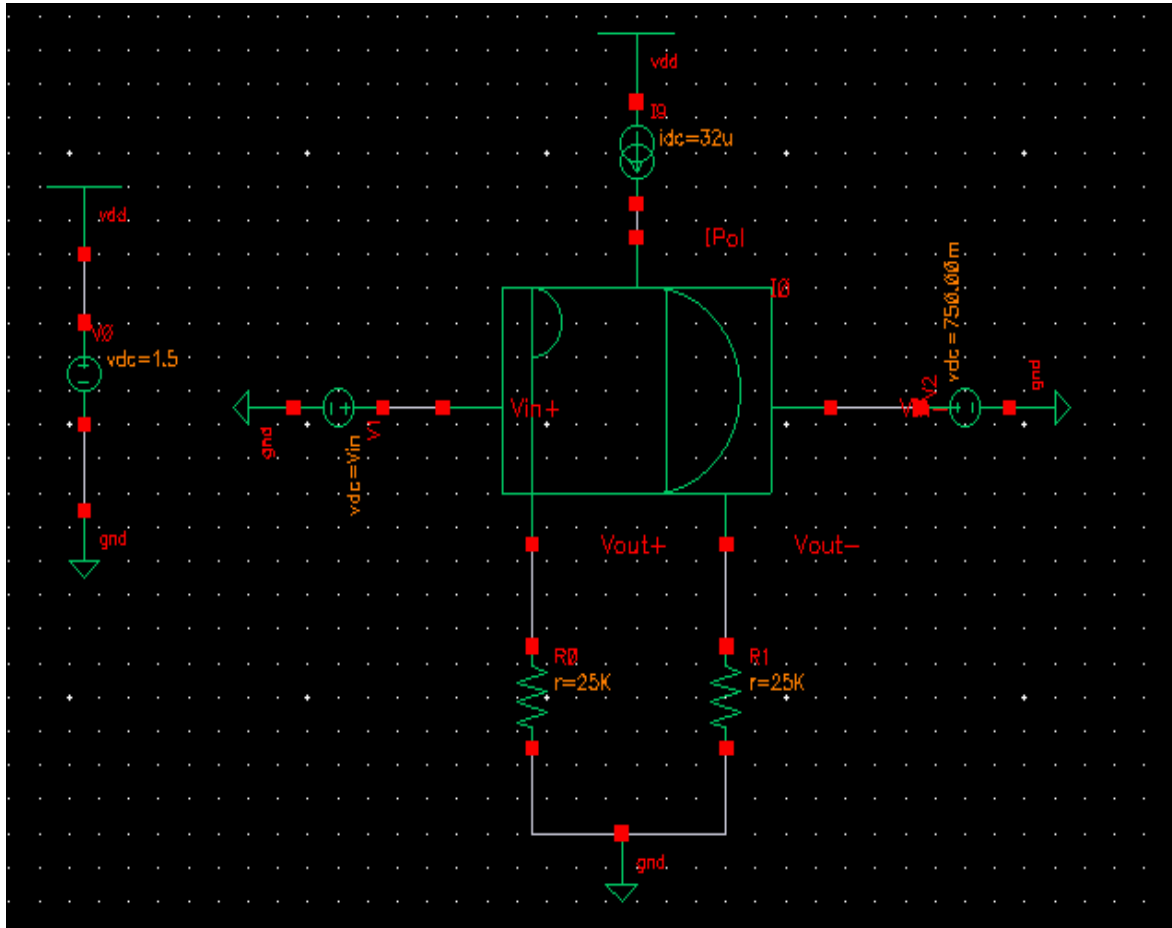 vdd
I9
idc=32u
vdd
V0
vdc=1.5
IPol
I0
vdc=750.00m
V2
gnd
Vin+
gnd
V1
vdc=Vin
gnd
Vout+
Vout-
R0
r=25K
R1
r=25K
gnd